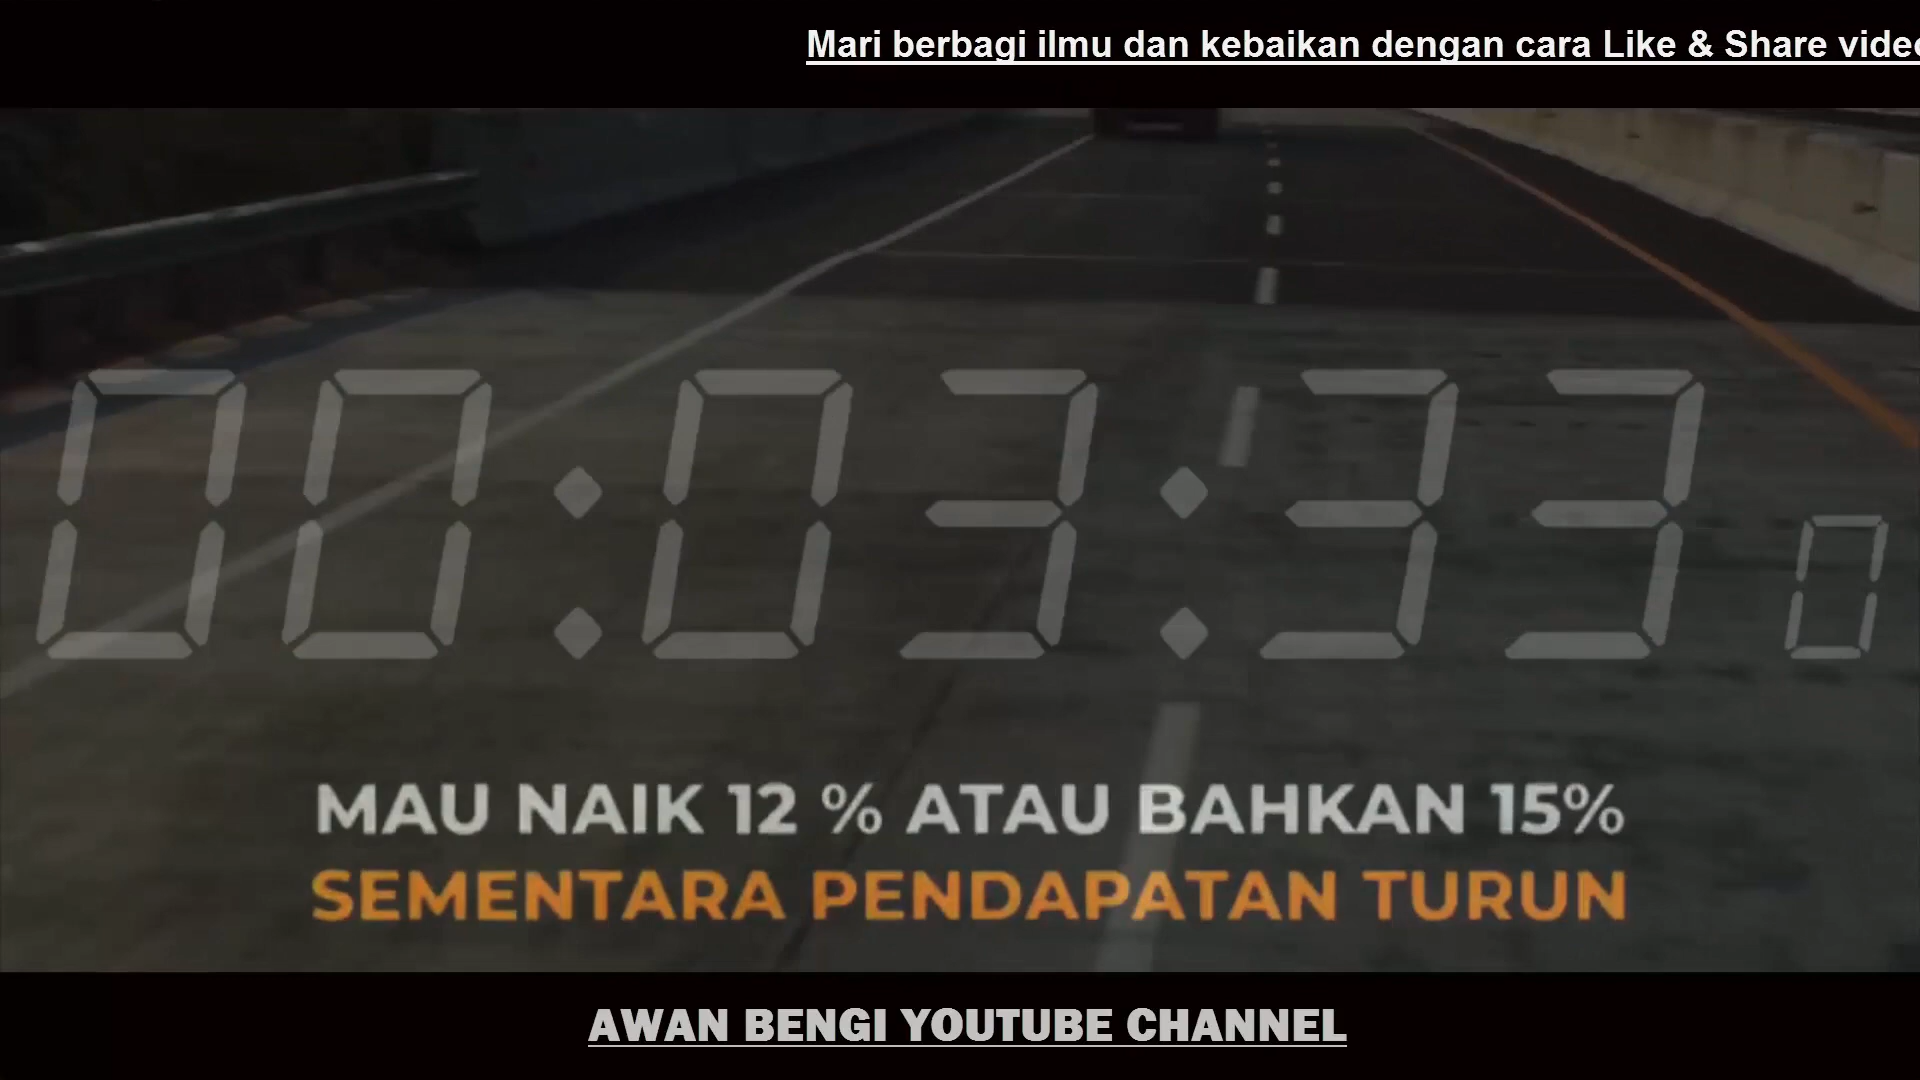 Mari berbagi ilmu dan kebaikan dengan cara Like & Share video
00:03:33 0
MAU NAIK 12 % ATAU BAHKAN 15%
SEMENTARA PENDAPATAN TURUN
AWAN BENGI YOUTUBE CHANNEL